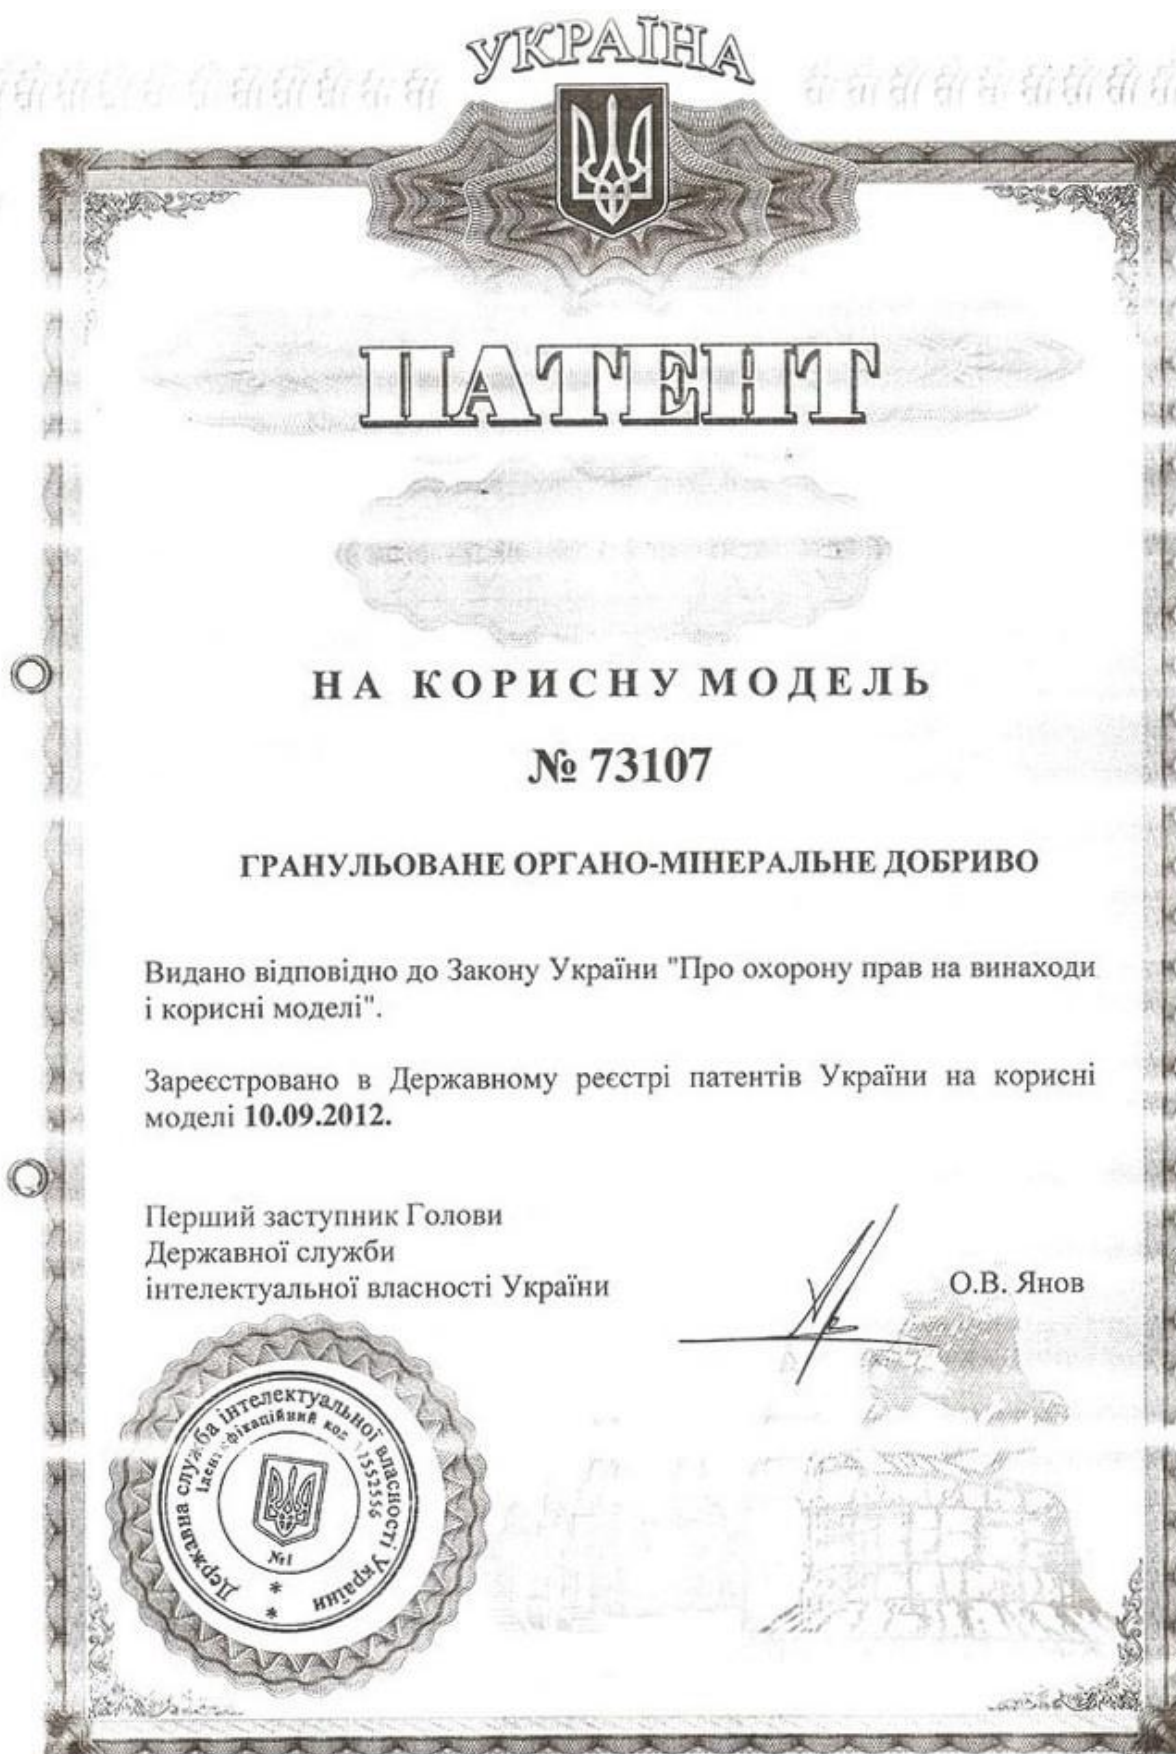 УКРАЇНА
ПАТЕНТ
НА КОРИСНУ МОДЕЛЬ
№ 73107
ГРАНУЛЬОВАНЕ ОРГАНО-МІНЕРАЛЬНЕ ДОБРИВО
Видано відповідно до Закону України "Про охорону прав на винаходи
і корисні моделі".
Зареєстровано в Державному реєстрі патентів України на корисні
моделі 10.09.2012.
Перший заступник Голови
Державної служби
інтелектуальної власності України
О.В. Янов
Державна служба інтелектуальної власності України
Ідентифікаційний код
№1